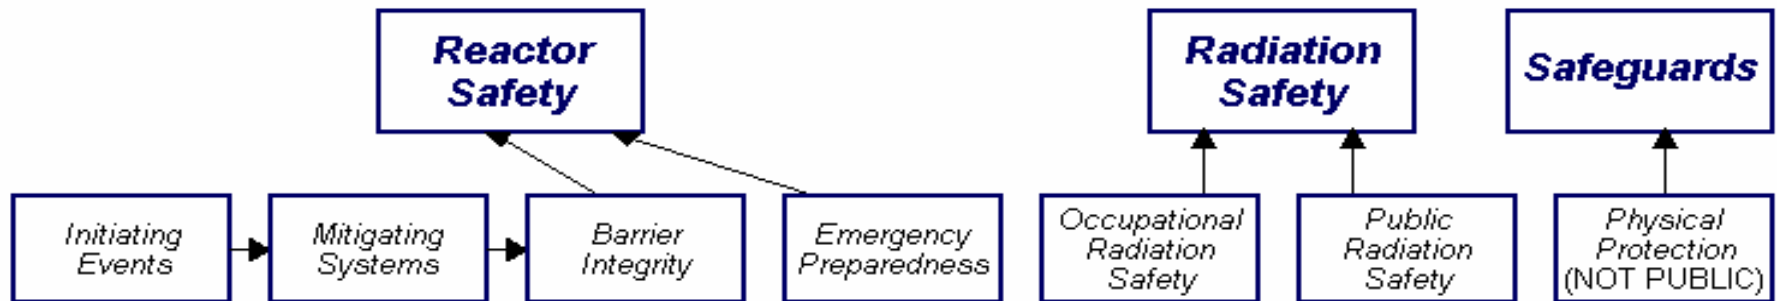 Reactor
Safety
Radiation
Safety
Safeguards
Initiating
Events
Mitigating
Systems
Barrier
Integrity
Emergency
Preparedness
Occupational
Radiation
Safety
Public
Radiation
Safety
Physical
Protection
(NOT PUBLIC)